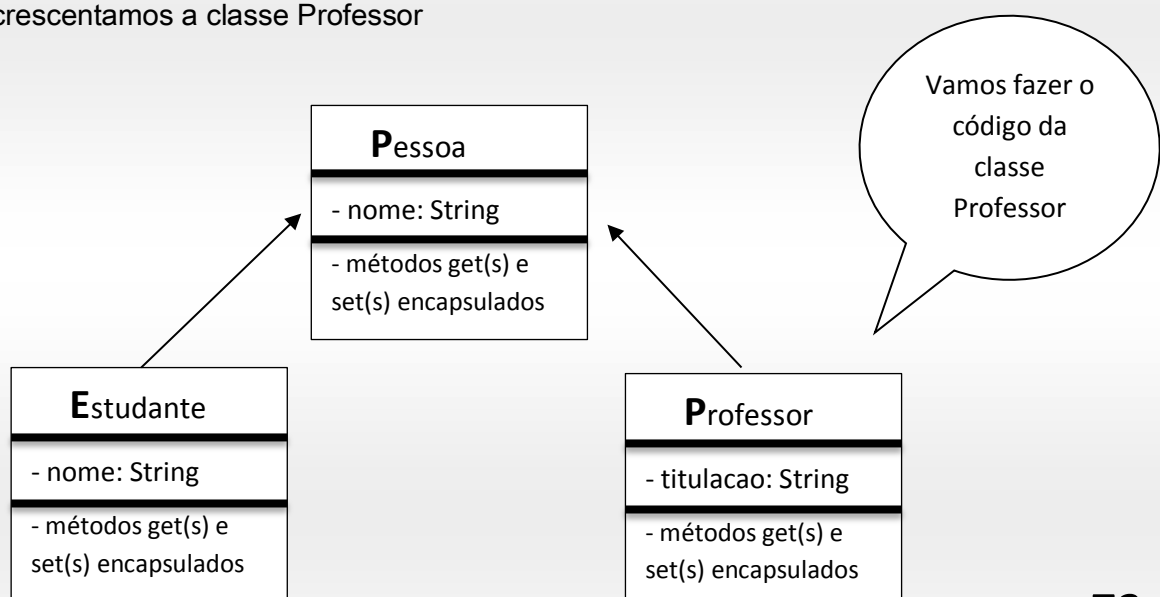 crescentamos a classe Professor
Vamos fazer o
código da
classe
Professor
Pessoa
- nome: String
- métodos get(s) e
set(s) encapsulados
Estudante
- nome: String
- métodos get(s) e
set(s) encapsulados
Professor
- titulacao: String
- métodos get(s) e
set(s) encapsulados